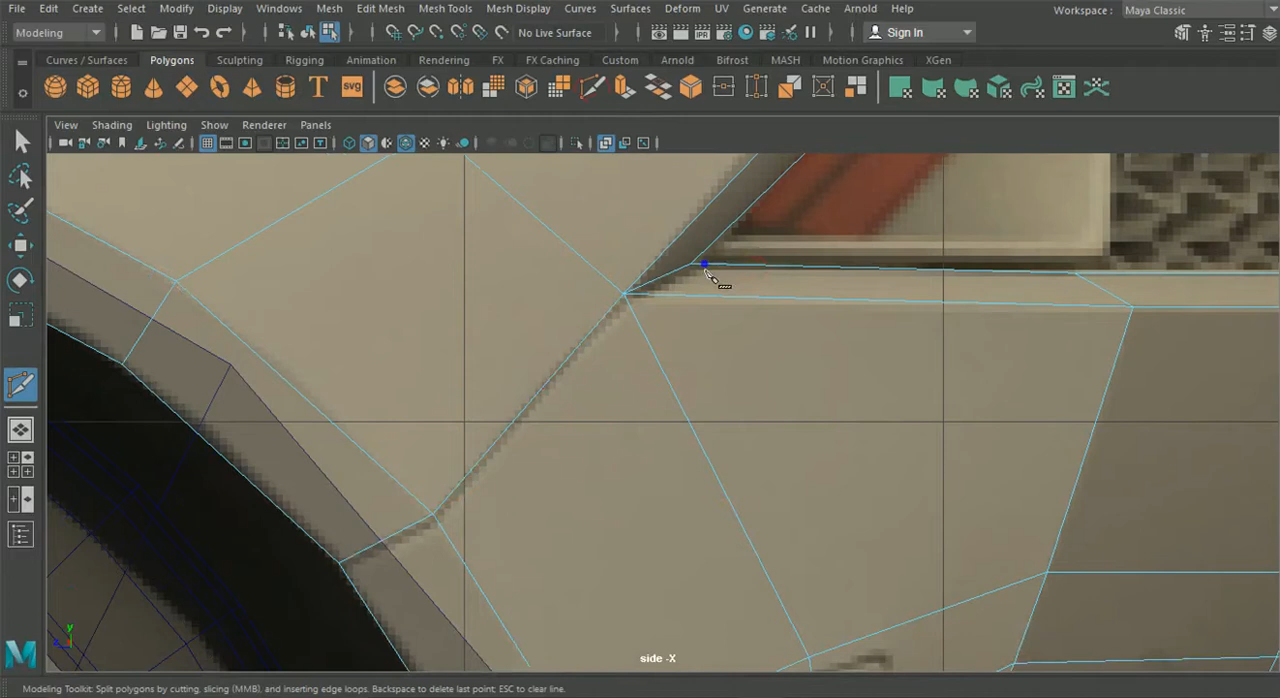 File Edit Create Select Modify Display Windows Mesh Edit Mesh Mesh Tools Mesh Display Curves Surfaces Deform UV Generate Cache Arnold Help Workspace : Maya Classic
Modeling No Live Surface Sign In
Curves / Surfaces Polygons Sculpting Rigging Animation Rendering FX FX Caching Custom Arnold Bifrost MASH Motion Graphics XGen
T SVG
View Shading Lighting Show Renderer Panels
y
side -X
Modeling Toolkit: Split polygons by cutting, slicing (MMB), and inserting edge loops. Backspace to delete last point; ESC to clear line.